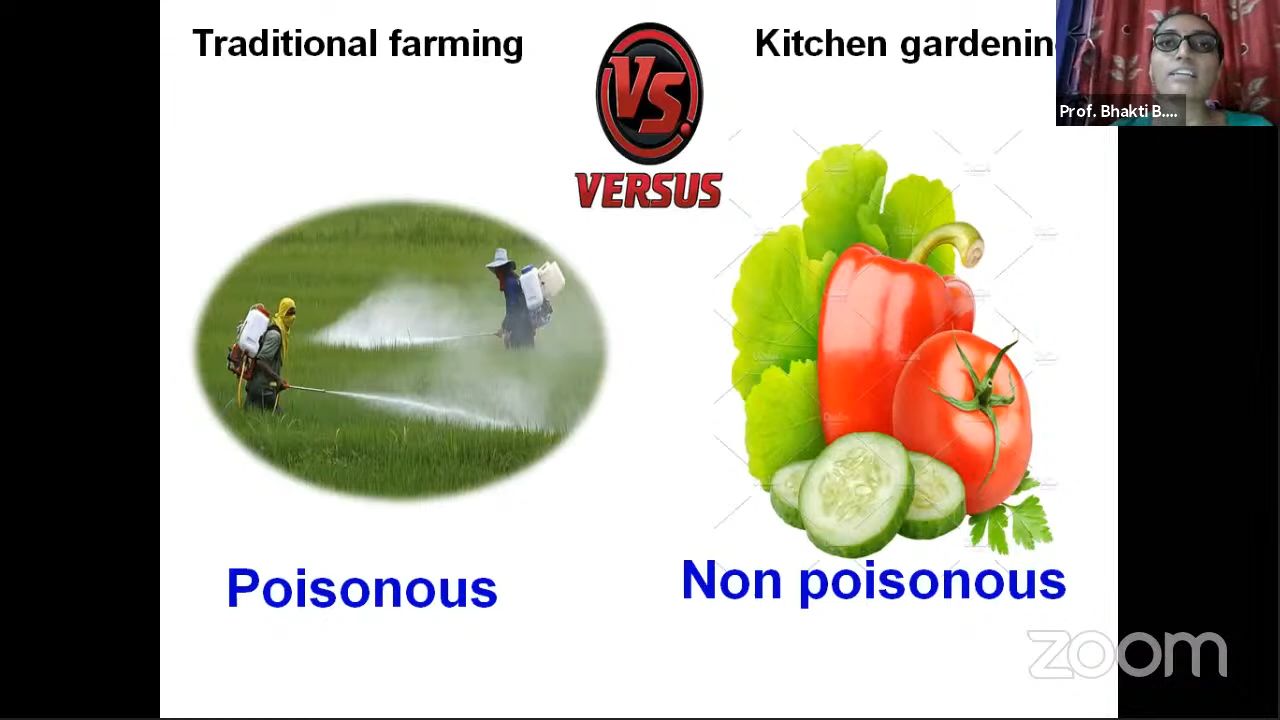 Traditional farming
VS.
VERSUS
Kitchen gardenin
Prof. Bhakti B....
Poisonous
Non poisonous
zoom